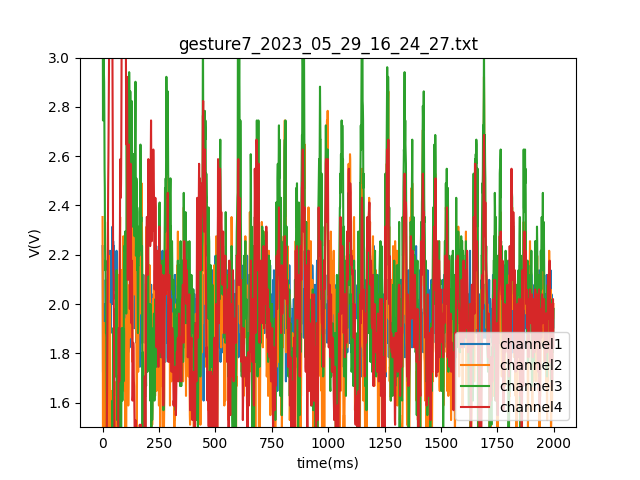 gesture7_2023_05_29_16_24_27.txt
3.0
2.8
2.6
2.4
2.2
2.0
1.8
1.6
V(V)
channel1
channel2
channel3
channel4
0 250 500 750 1000 1250 1500 1750 2000
time(ms)